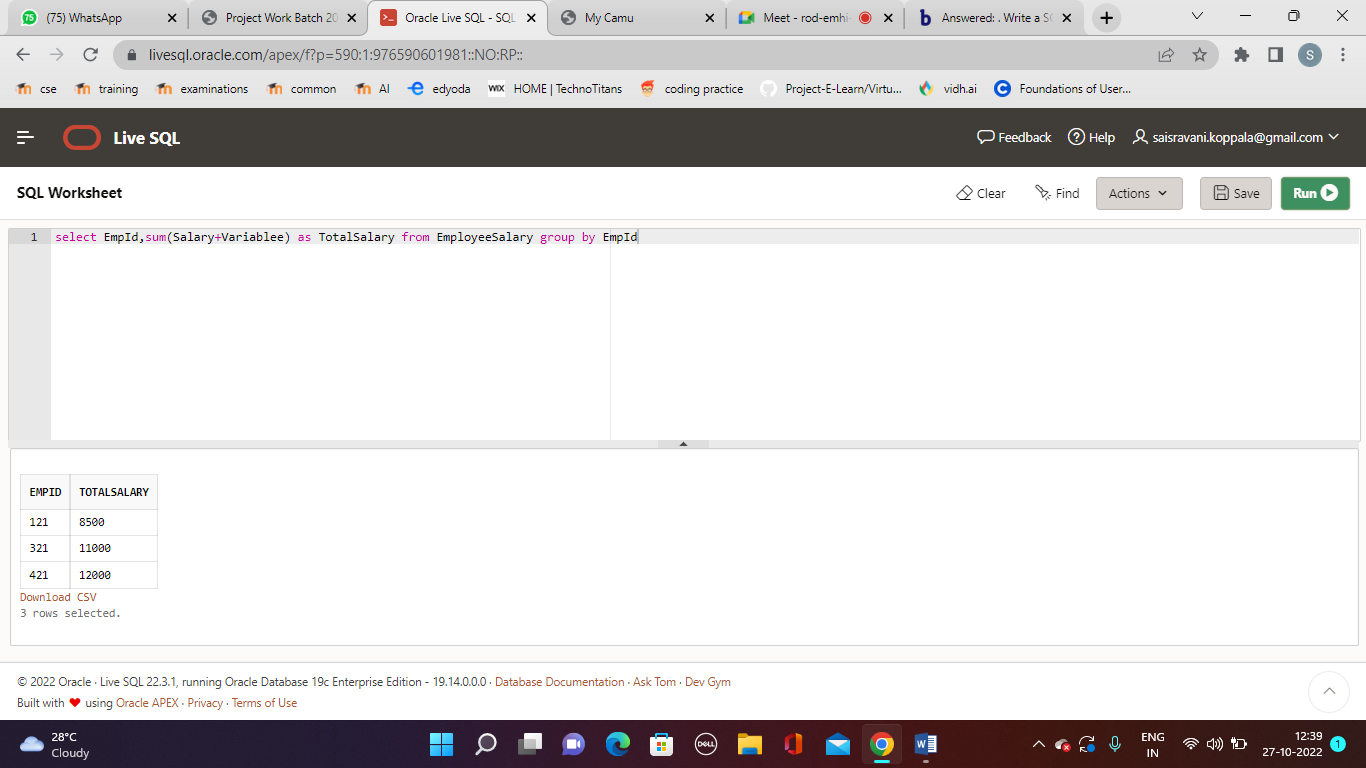 (75) WhatsApp
Project Work Batch 20
Oracle Live SQL - SQL
My Camu
Meet - rod-emhi-
Answered: . Write a SQ
livesql.oracle.com/apex/f?p=590:1:976590601981::NO:RP::
S
cse
training
examinations
common
AI
edyoda
WIX HOME | TechnoTitans
coding practice
Project-E-Learn/Virtu...
vidh.ai
Foundations of User...
Live SQL
Feedback
Help
saisravani.koppala@gmail.com
SQL Worksheet
Clear
Find
Actions
Save
Run
1 select EmpId,sum(Salary+Variablee) as TotalSalary from EmployeeSalary group by EmpId
EMPID TOTALSALARY
121 8500
321 11000
421 12000
Download CSV
3 rows selected.
© 2022 Oracle · Live SQL 22.3.1, running Oracle Database 19c Enterprise Edition - 19.14.0.0.0 · Database Documentation · Ask Tom · Dev Gym
Built with ❤ using Oracle APEX · Privacy · Terms of Use
28°C
Cloudy
DELL
ENG
IN
12:39
27-10-2022
1